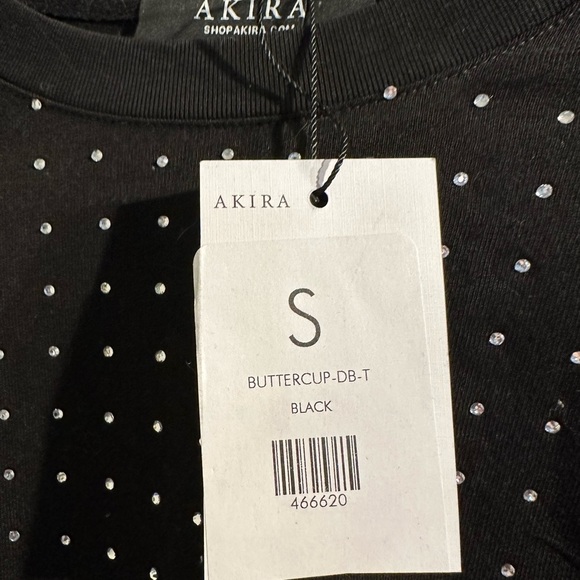 AKIRA
SHOPAKIRA.COM
AKIRA
S
BUTTERCUP-DB-T
BLACK
466620